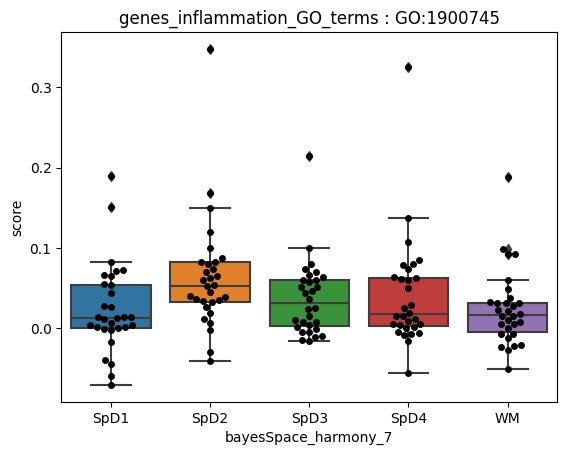 genes_inflammation_GO_terms : GO:1900745
score
0.3
0.2
0.1
0.0
SpD1 SpD2 SpD3 SpD4 WM
bayesSpace_harmony_7